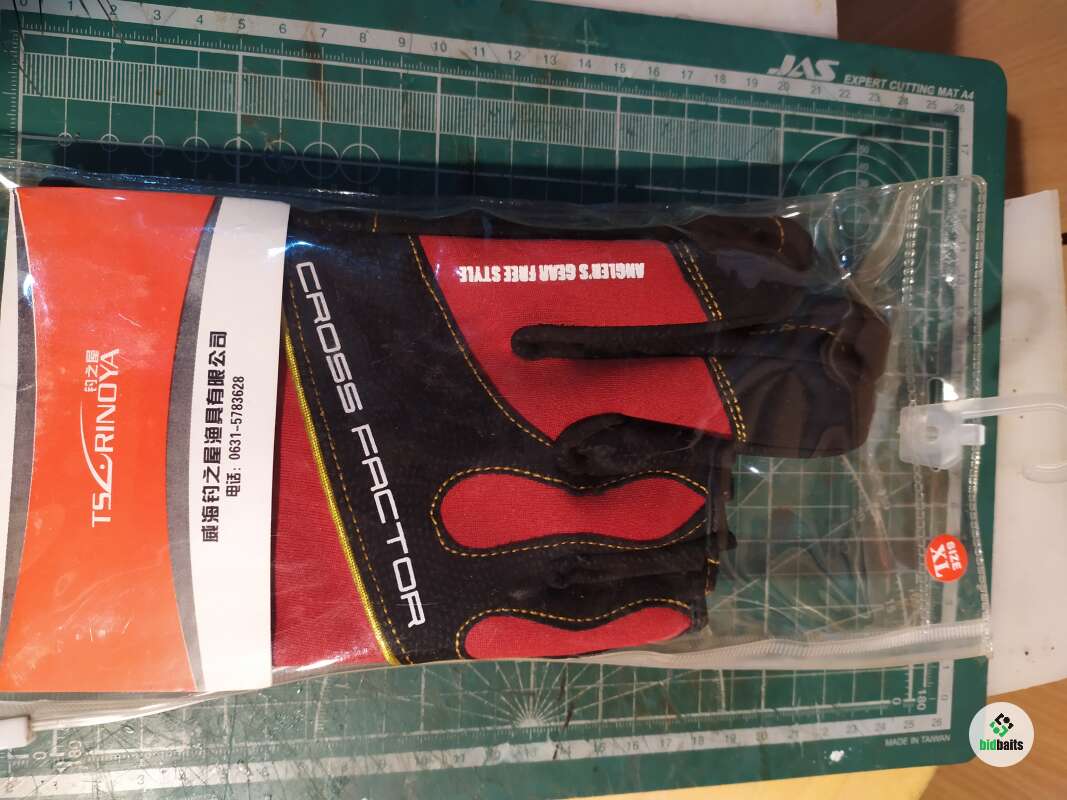 JAS EXPERT CUTTING MAT A4
钓之屋
TSURINOYA
威海钓之屋渔具有限公司
电话: 0631-5783628
CROSS FACTOR
ANGLER'S GEAR FREE STYLE
SIZE
XL
MADE IN TAIWAN
bidbaits